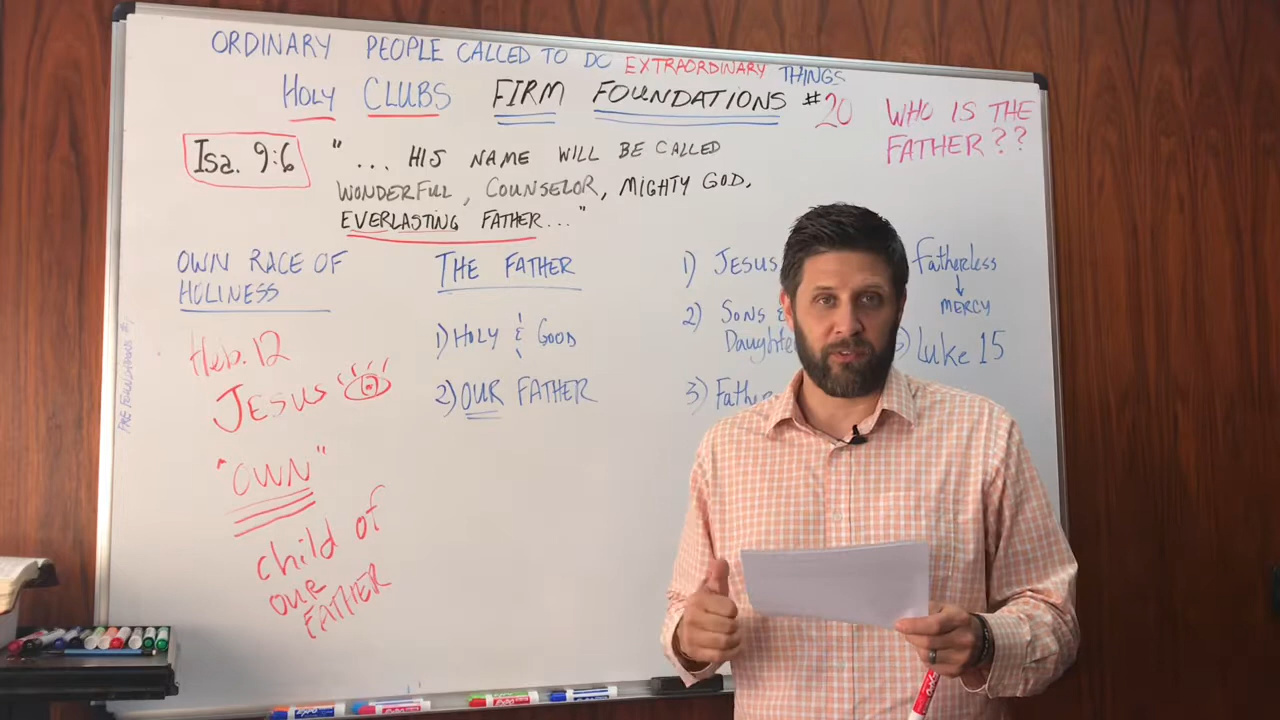 ORDINARY PEOPLE CALLED TO DO EXTRAORDINARY THINGS
HOLY CLUBS FIRM FOUNDATIONS #20
WHO IS THE
FATHER??
Isa. 9:6
"... HIS NAME WILL BE CALLED
WONDERFUL, COUNSELOR, MIGHTY GOD,
EVERLASTING FATHER..."
OWN RACE OF
HOLINESS
Heb. 12
JESUS
"OWN"
child of
OUR
FATHER
THE FATHER
1) HOLY & GOOD
2) OUR FATHER
1) JESUS
2) SONS &
Daughte
3) Father
Fatherless
MERCY
) Luke 15